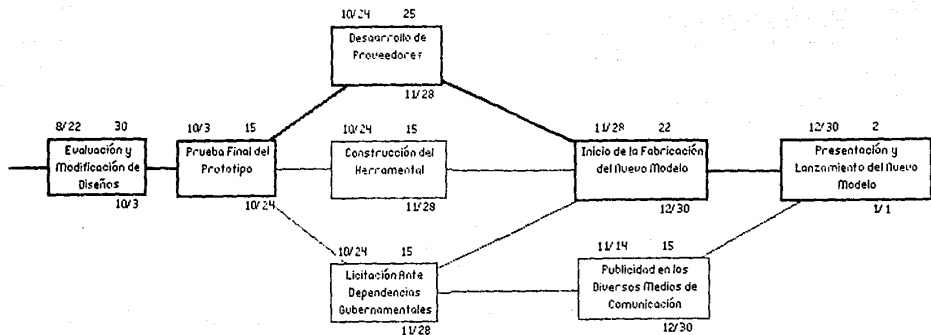 10/24 25
Desarrollo de
Proveedores
11/28
8/22 30
Evaluación y
Modificación de
Diseños
10/3
10/3 15
Prueba Final del
Prototipo
10/24
10/24 15
Construcción del
Herramental
11/28
11/28 22
Inicio de la Fabricación
del Nuevo Modelo
12/30
12/30 2
Presentación y
Lanzamiento del Nuevo
Modelo
1/1
10/24 15
Licitación Ante
Dependencias
Gubernamentales
11/28
11/14 15
Publicidad en los
Diversos Medios de
Comunicación
12/30